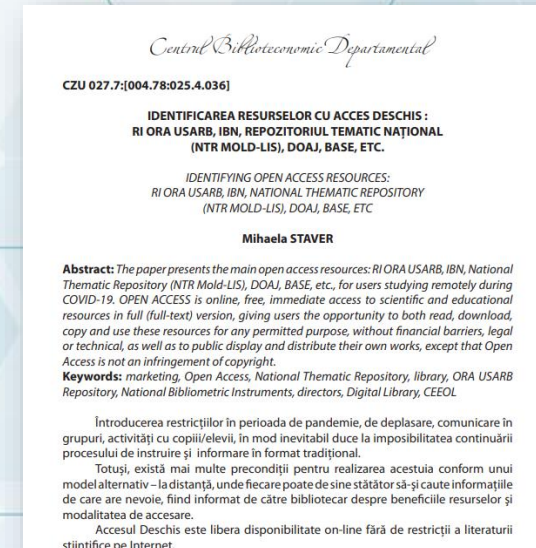 Centrul Biblioteconomic Departamental
CZU 027.7:[004.78:025.4.036]
IDENTIFICAREA RESURSELOR CU ACCES DESCHIS :
RI ORA USARB, IBN, REPOZITORIUL TEMATIC NAȚIONAL
(NTR MOLD-LIS), DOAJ, BASE, ETC.
IDENTIFYING OPEN ACCESS RESOURCES:
RI ORA USARB, IBN, NATIONAL THEMATIC REPOSITORY
(NTR MOLD-LIS), DOAJ, BASE, ETC
Mihaela STAVER
Abstract: The paper presents the main open access resources: RI ORA USARB, IBN, National
Thematic Repository (NTR Mold-LIS), DOAJ, BASE, etc., for users studying remotely during
COVID-19. OPEN ACCESS is online, free, immediate access to scientific and educational
resources in full (full-text) version, giving users the opportunity to both read, download,
copy and use these resources for any permitted purpose, without financial barriers, legal
or technical, as well as to public display and distribute their own works, except that Open
Access is not an infringement of copyright.
Keywords: marketing, Open Access, National Thematic Repository, library, ORA USARB
Repository, National Bibliometric Instruments, directors, Digital Library, CEEOL
Întroducerea restricțiilor în perioada de pandemie, de deplasare, comunicare în
grupuri, activități cu copiii/elevii, în mod inevitabil duce la imposibilitatea continuării
procesului de instruire și informare în format tradițional.
Totuși, există mai multe precondiții pentru realizarea acestuia conform unui
model alternativ – la distanță, unde fiecare poate de sine stătător să-și caute informațiile
de care are nevoie, fiind informat de către bibliotecar despre beneficiile resurselor și
modalitatea de accesare.
Accesul Deschis este libera disponibilitate on-line fără de restricții a literaturii
științifice pe Internet.